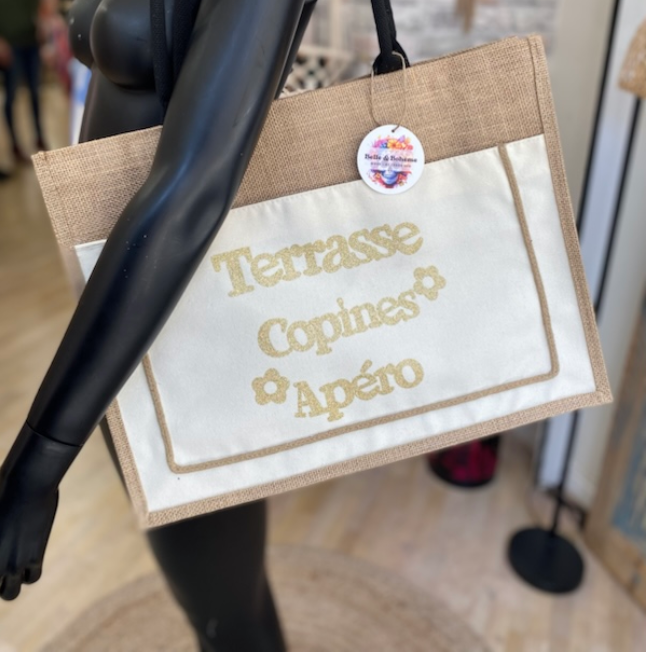 Belle & Bohème
Terrasse
Copines
Apéro